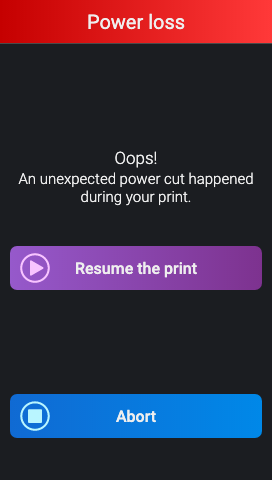 Power loss
Oops!
An unexpected power cut happened
during your print.
Resume the print
Abort